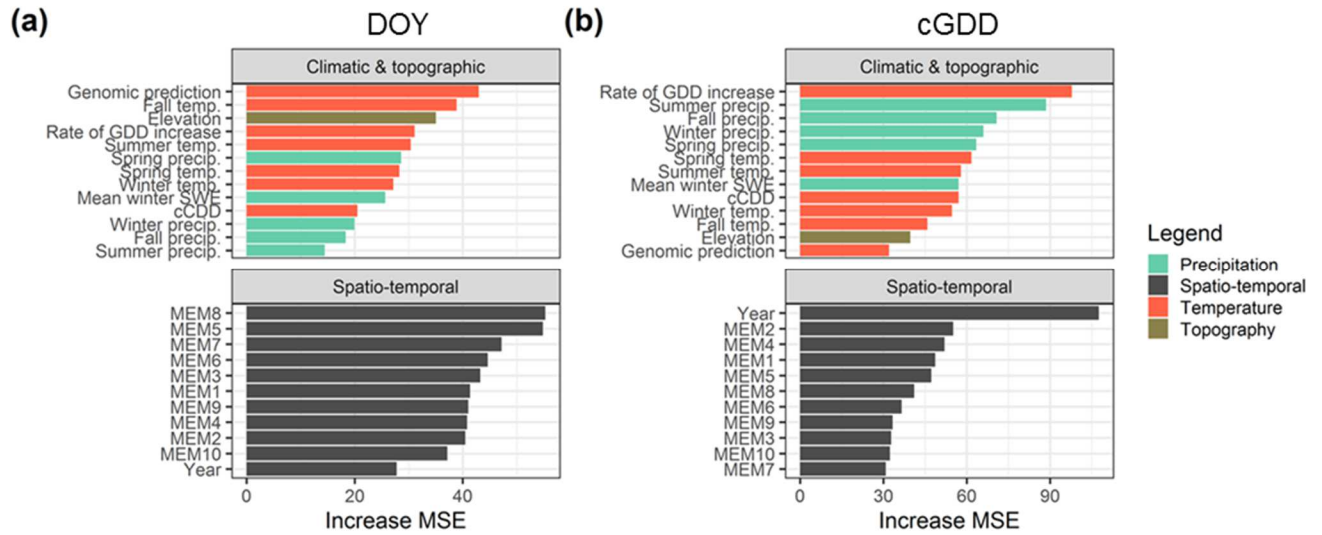 (a)
DOY
Climatic & topographic
Genomic prediction
Fall temp.
Elevation
Rate of GDD increase
Summer temp.
Spring precip.
Spring temp.
Winter temp.
Mean winter SWE
cCDD
Winter precip.
Fall precip.
Summer precip.
Spatio-temporal
MEM8
MEM5
MEM7
MEM6
MEM3
MEM1
MEM9
MEM4
MEM2
MEM10
Year
0 20 40
Increase MSE
(b)
cGDD
Climatic & topographic
Rate of GDD increase
Summer precip.
Fall precip.
Winter precip.
Spring precip.
Spring temp.
Summer temp.
Mean winter SWE
cCDD
Winter temp.
Fall temp.
Elevation
Genomic prediction
Spatio-temporal
Year
MEM2
MEM4
MEM1
MEM5
MEM8
MEM6
MEM9
MEM3
MEM10
MEM7
0 30 60 90
Increase MSE
Legend
Precipitation
Spatio-temporal
Temperature
Topography